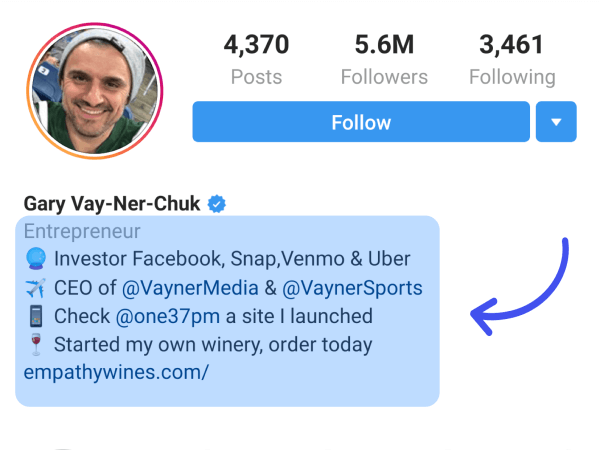 4,370 5.6M 3,461
Posts Followers Following
Follow
Gary Vay-Ner-Chuk
Entrepreneur
Investor Facebook, Snap,Venmo & Uber
CEO of @VaynerMedia & @VaynerSports
Check @one37pm a site I launched
Started my own winery, order today
empathywines.com/